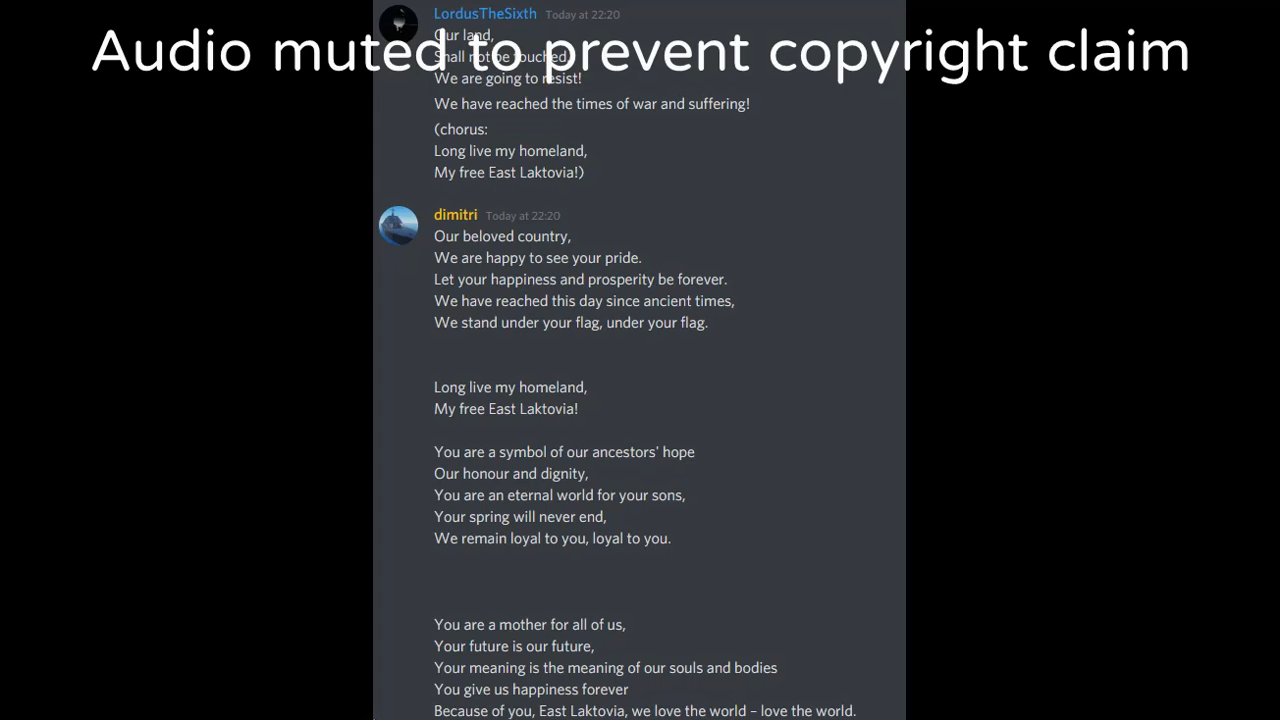 LordusTheSixth Today at 22:20
Audio muted to prevent copyright claim
Our land,
Shall not be touched,
We are going to resist!
We have reached the times of war and suffering!
(chorus:
Long live my homeland,
My free East Laktovia!)
dimitri Today at 22:20
Our beloved country,
We are happy to see your pride.
Let your happiness and prosperity be forever.
We have reached this day since ancient times,
We stand under your flag, under your flag.
Long live my homeland,
My free East Laktovia!
You are a symbol of our ancestors' hope
Our honour and dignity,
You are an eternal world for your sons,
Your spring will never end,
We remain loyal to you, loyal to you.
You are a mother for all of us,
Your future is our future,
Your meaning is the meaning of our souls and bodies
You give us happiness forever
Because of you, East Laktovia, we love the world – love the world.